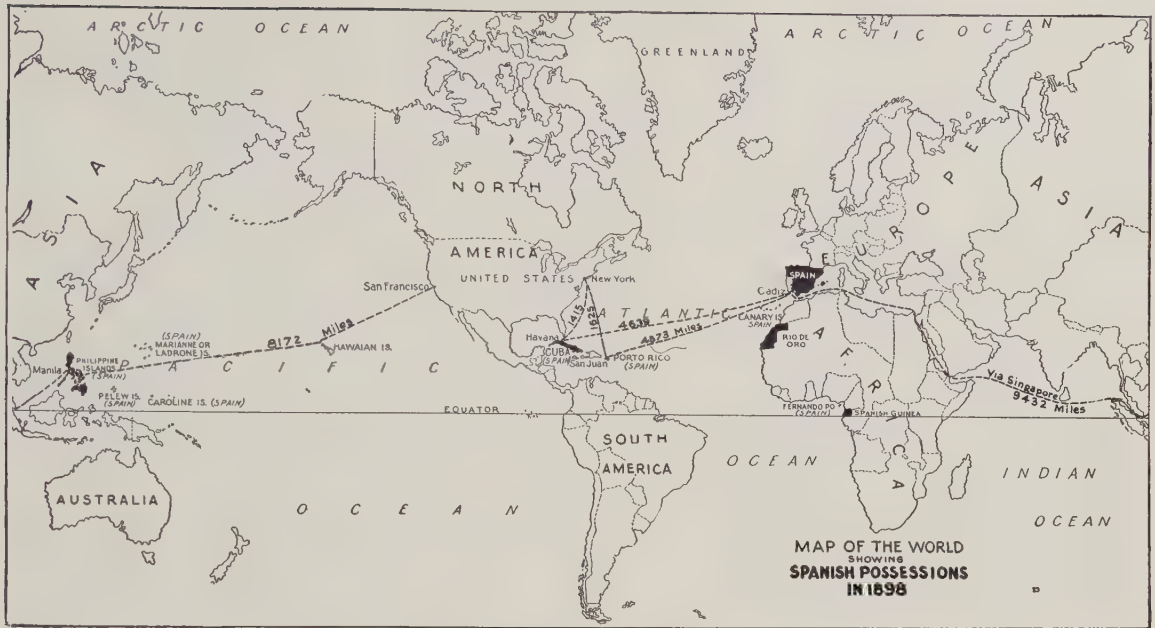 ARCTIC OCEAN
ARCTIC OCEAN
GREENLAND
ASIA
NORTH
AMERICA
UNITED STATES
New York
San Francisco
EUROPE
ASIA
SPAIN
Cadiz
ATLANTIC
1415
1625
4636
4573 Miles
CANARY IS.
SPAIN
RIO DE
ORO
AFRICA
Havana
CUBA
(SPAIN)
San Juan
PORTO RICO
(SPAIN)
8172 Miles
HAWAIIAN IS.
(SPAIN)
MARIANNE OR
LADRONE IS.
PHILIPPINE
ISLANDS
(SPAIN)
Manila
PACIFIC
PELEW IS.
(SPAIN)
CAROLINE IS. (SPAIN)
EQUATOR
FERNANDO PO
(SPAIN)
SPANISH GUINEA
Via Singapore
9432 Miles
SOUTH
AMERICA
OCEAN
INDIAN
OCEAN
AUSTRALIA
OCEAN
MAP OF THE WORLD
SHOWING
SPANISH POSSESSIONS
IN 1898